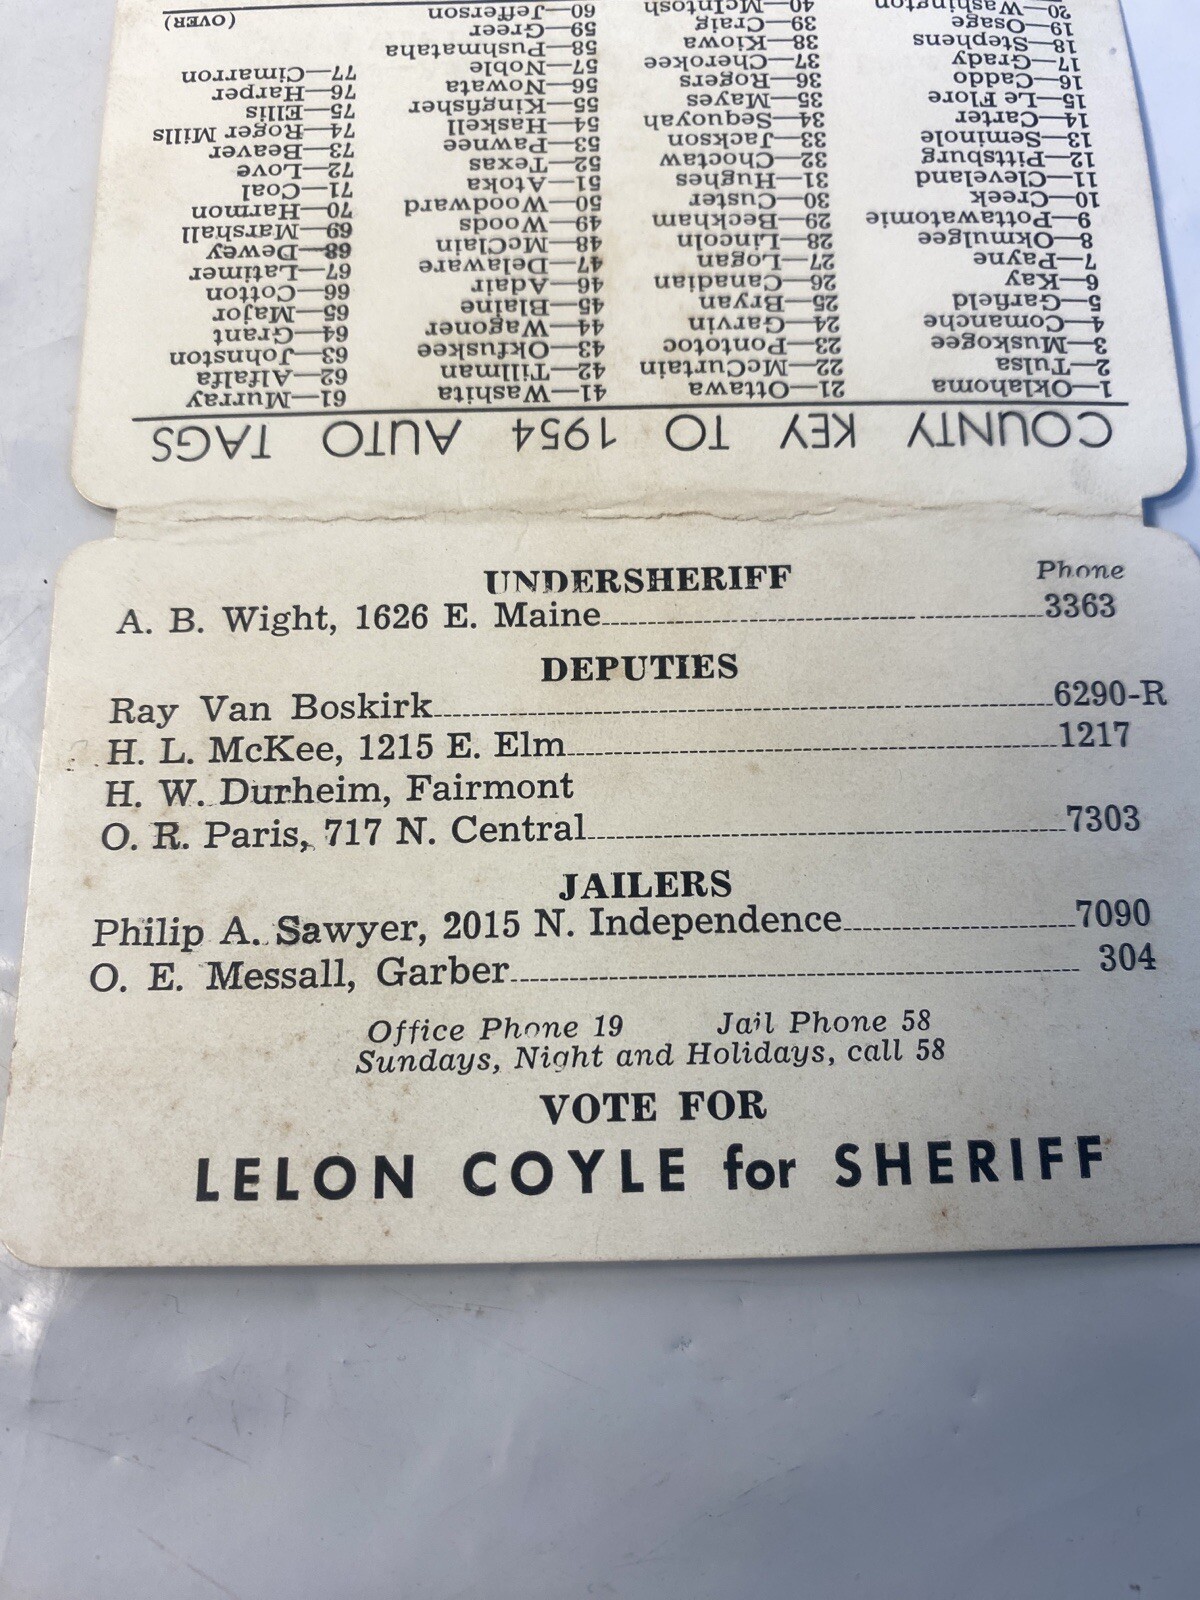 COUNTY KEY TO 1954 AUTO TAGS
1—Oklahoma 21—Ottawa 41—Washita 61—Murray
2—Tulsa 22—McCurtain 42—Tillman 62—Alfalfa
3—Muskogee 23—Pontotoc 43—Okfuskee 63—Johnston
4—Comanche 24—Garvin 44—Wagoner 64—Grant
5—Garfield 25—Bryan 45—Blaine 65—Major
6—Kay 26—Canadian 46—Adair 66—Cotton
7—Payne 27—Logan 47—Delaware 67—Latimer
8—Okmulgee 28—Lincoln 48—McClain 68—Dewey
9—Pottawatomie 29—Beckham 49—Woods 69—Marshall
10—Creek 30—Custer 50—Woodward 70—Harmon
11—Cleveland 31—Hughes 51—Atoka 71—Coal
12—Pittsburg 32—Choctaw 52—Texas 72—Love
13—Seminole 33—Jackson 53—Pawnee 73—Beaver
14—Carter 34—Sequoyah 54—Haskell 74—Roger Mills
15—Le Flore 35—Mayes 55—Kingfisher 75—Ellis
16—Caddo 36—Rogers 56—Nowata 76—Harper
17—Grady 37—Cherokee 57—Noble 77—Cimarron
18—Stephens 38—Kiowa 58—Pushmataha
19—Osage 39—Craig 59—Greer
20—Washington 40—McIntosh 60—Jefferson (OVER)
UNDERSHERIFF Phone
A. B. Wight, 1626 E. Maine 3363
DEPUTIES
Ray Van Boskirk 6290-R
H. L. McKee, 1215 E. Elm 1217
H. W. Durheim, Fairmont
O. R. Paris, 717 N. Central 7303
JAILERS
Philip A. Sawyer, 2015 N. Independence 7090
O. E. Messall, Garber 304
Office Phone 19 Jail Phone 58
Sundays, Night and Holidays, call 58
VOTE FOR
LELON COYLE for SHERIFF